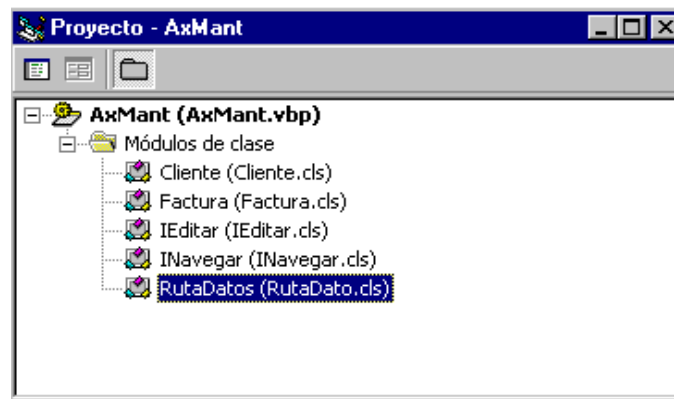 Proyecto - AxMant
AxMant (AxMant.vbp)
Módulos de clase
Cliente (Cliente.cls)
Factura (Factura.cls)
IEditar (IEditar.cls)
INavegar (INavegar.cls)
RutaDatos (RutaDato.cls)